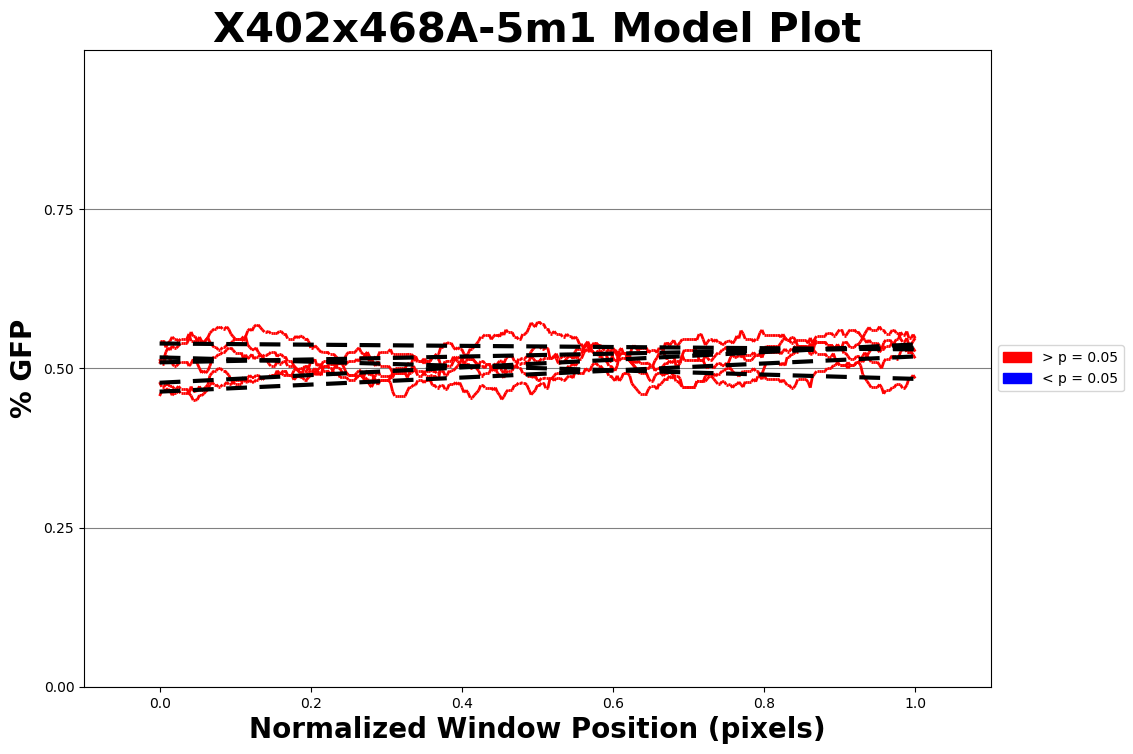 X402x468A-5m1 Model Plot
% GFP
0.75
0.50
0.25
0.00
0.0 0.2 0.4 0.6 0.8 1.0
Normalized Window Position (pixels)
> p = 0.05
< p = 0.05